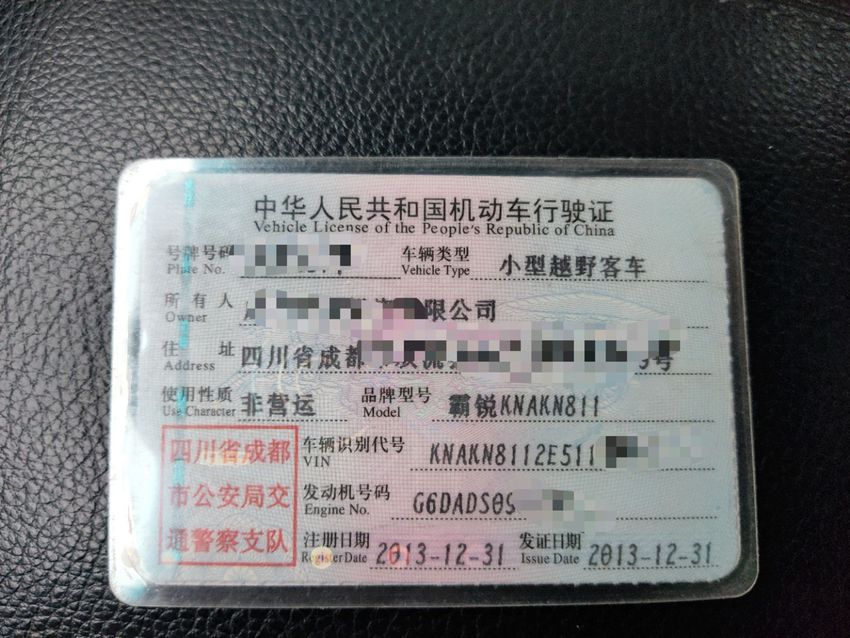 中华人民共和国机动车行驶证
Vehicle License of the People's Republic of China
号牌号码 车辆类型 小型越野客车
Plate No. Vehicle Type
所有人 限公司
Owner
住址 四川省成都 号
Address
使用性质 非营运 品牌型号 霸锐KNAKN811
Use Character Model
四川省成都
市公安局交
通警察支队
车辆识别代号 KNAKN8112E511
VIN
发动机号码 G6DADS09
Engine No.
注册日期 2013-12-31 发证日期 2013-12-31
Register Date Issue Date